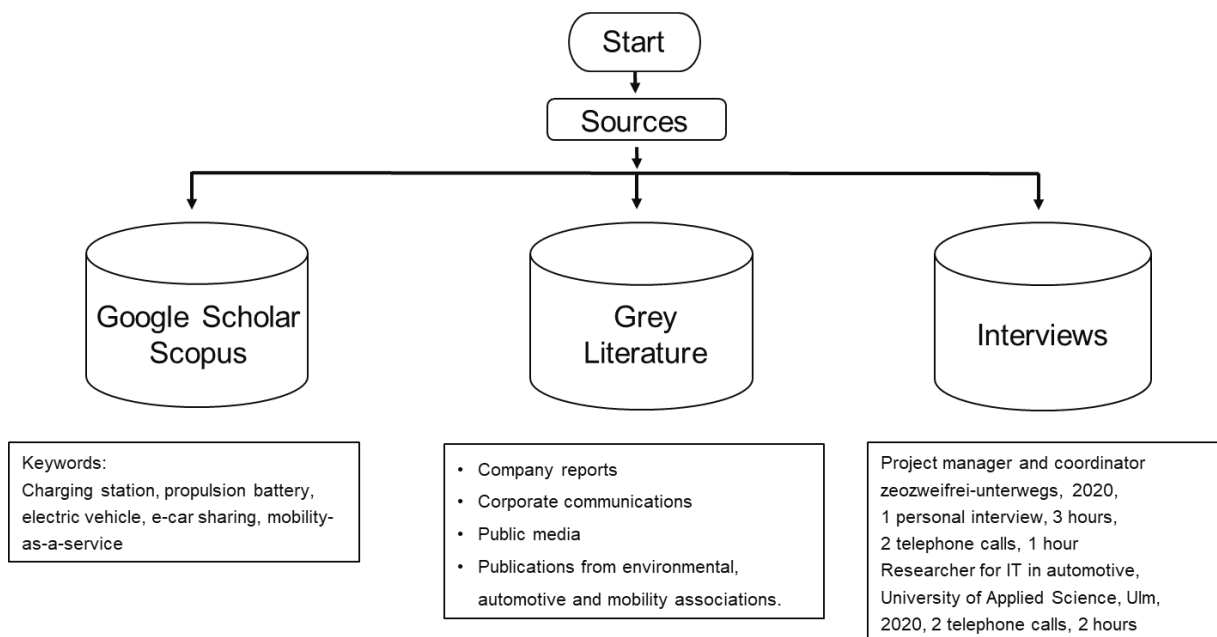 Start
Sources
Google Scholar
Scopus
Grey
Literature
Interviews
Keywords:
Charging station, propulsion battery,
electric vehicle, e-car sharing, mobility-
as-a-service
• Company reports
• Corporate communications
• Public media
• Publications from environmental,
automotive and mobility associations.
Project manager and coordinator
zeozweifrei-unterwegs, 2020,
1 personal interview, 3 hours,
2 telephone calls, 1 hour
Researcher for IT in automotive,
University of Applied Science, Ulm,
2020, 2 telephone calls, 2 hours